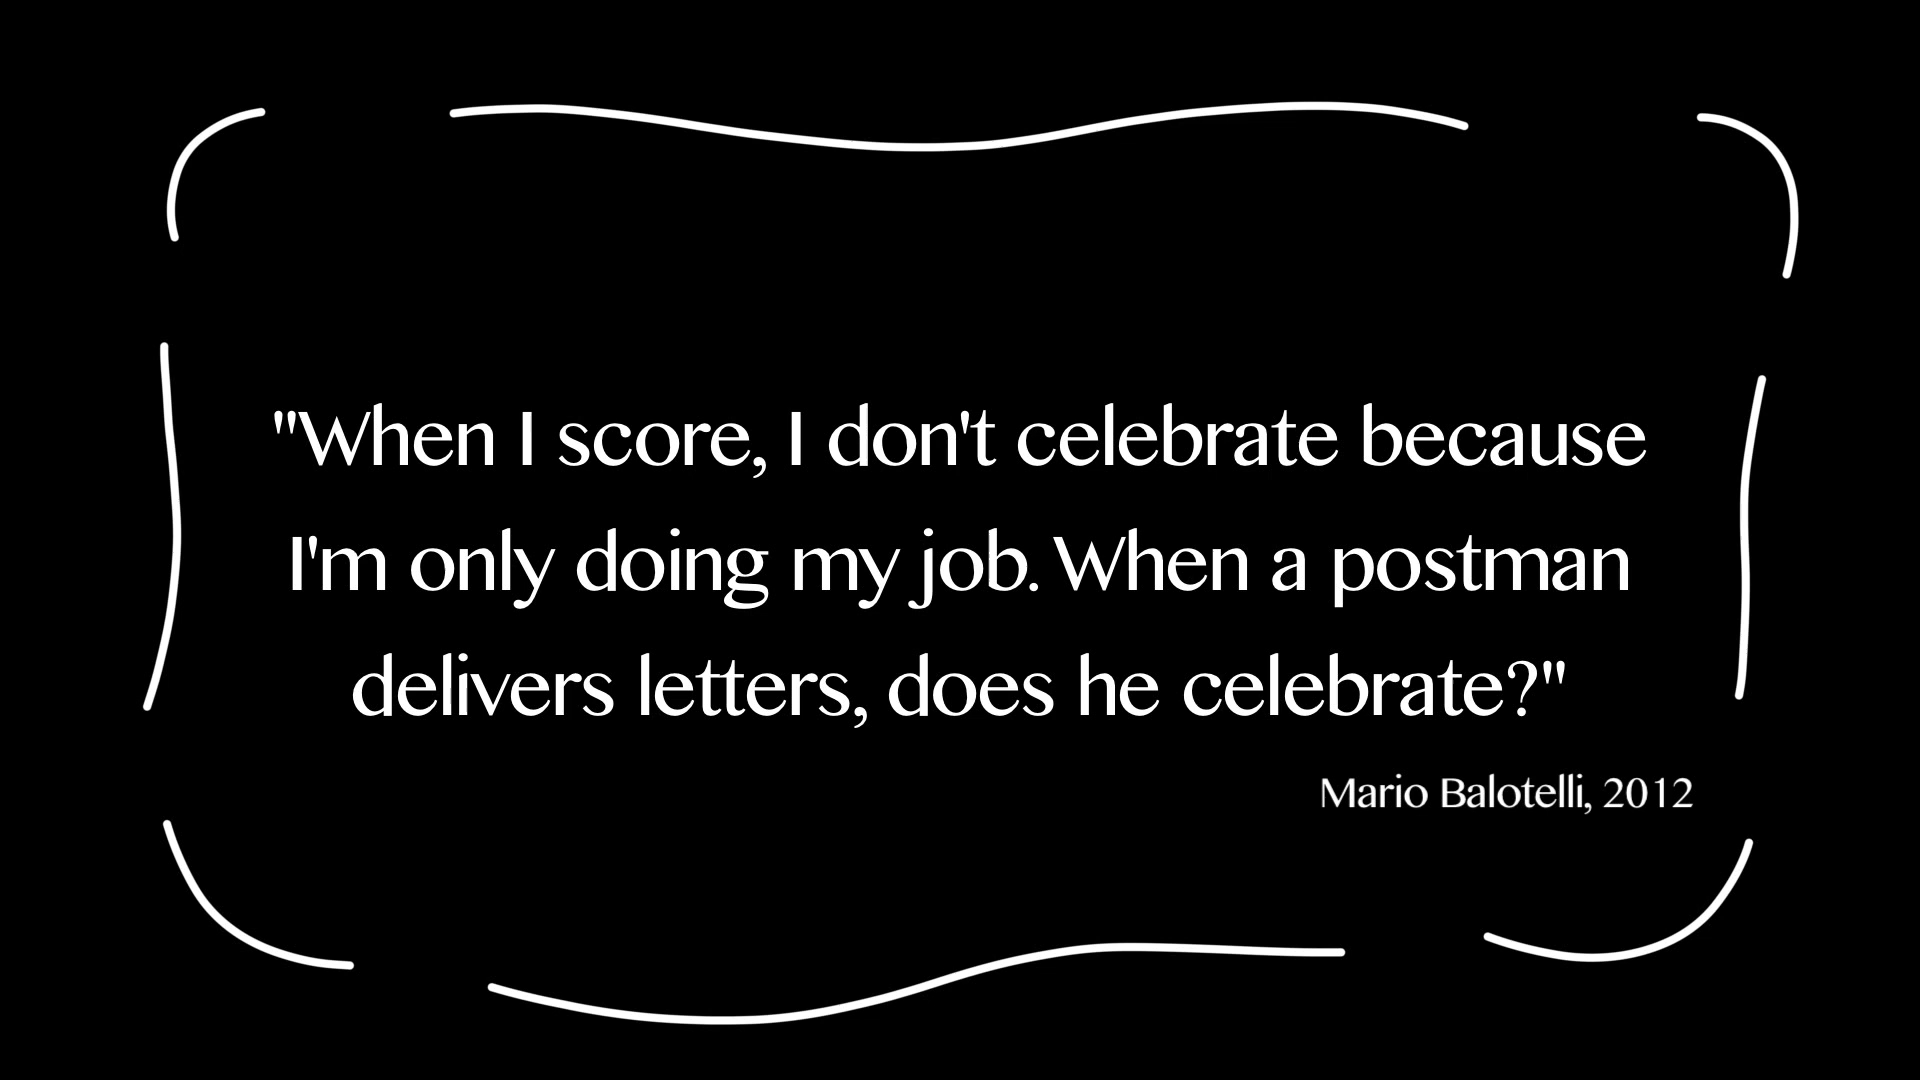 "When I score, I don't celebrate because
I'm only doing my job. When a postman
delivers letters, does he celebrate?"
Mario Balotelli, 2012